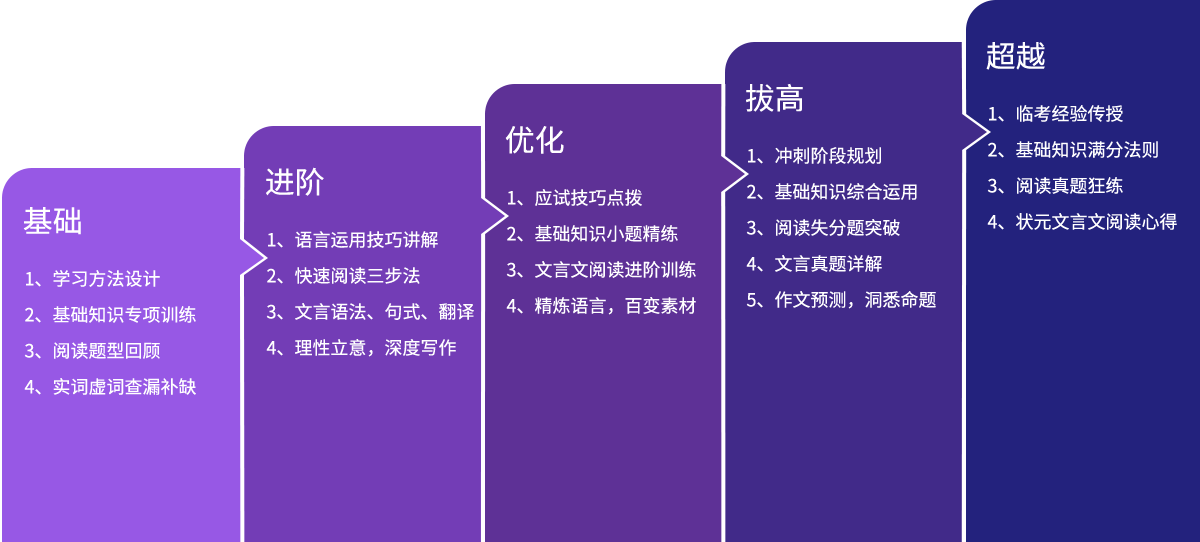 基础
1、学习方法设计
2、基础知识专项训练
3、阅读题型回顾
4、实词虚词查漏补缺
进阶
1、语言运用技巧讲解
2、快速阅读三步法
3、文言语法、句式、翻译
4、理性立意，深度写作
优化
1、应试技巧点拨
2、基础知识小题精练
3、文言文阅读进阶训练
4、精炼语言，百变素材
拔高
1、冲刺阶段规划
2、基础知识综合运用
3、阅读失分题突破
4、文言真题详解
5、作文预测，洞悉命题
超越
1、临考经验传授
2、基础知识满分法则
3、阅读真题狂练
4、状元文言文阅读心得